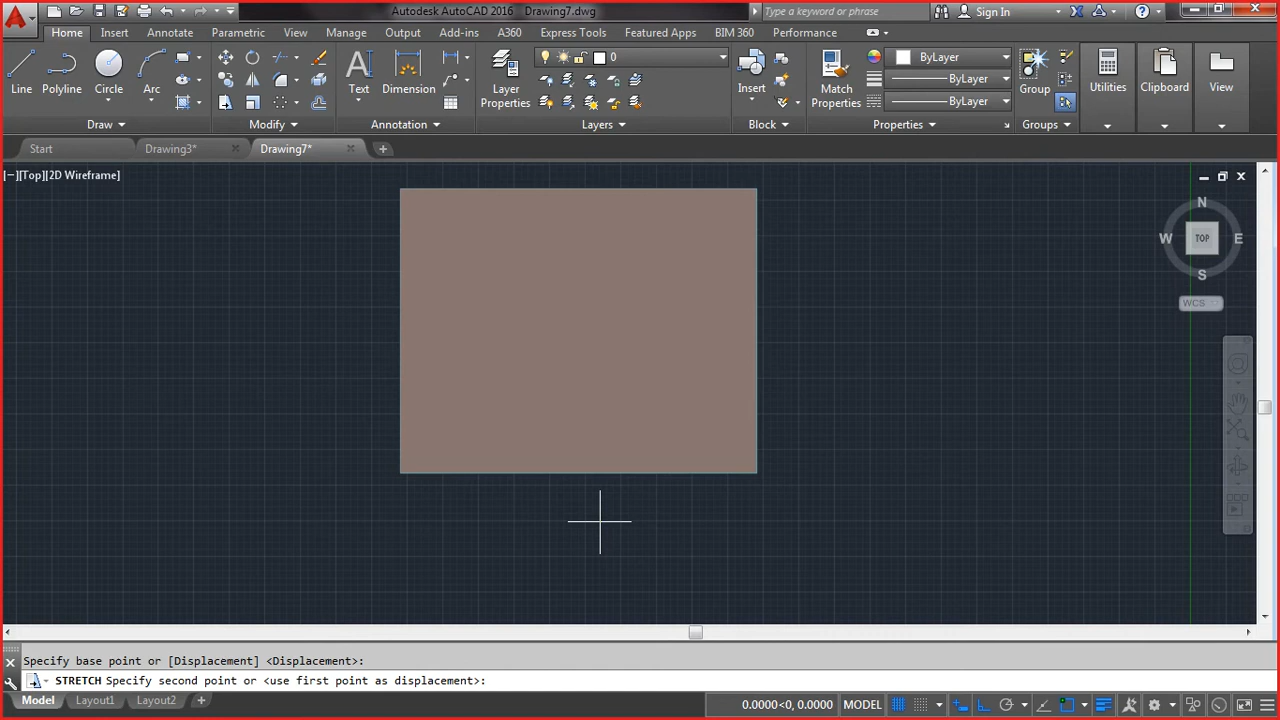 Autodesk AutoCAD 2016 Drawing7.dwg
Type a keyword or phrase
Sign In
Home Insert Annotate Parametric View Manage Output Add-ins A360 Express Tools Featured Apps BIM 360 Performance
0
ByLayer
ByLayer
ByLayer
Line Polyline Circle Arc
Text Dimension
Layer Properties
Insert
Match Properties
Group
Utilities
Clipboard
View
Draw Modify Annotation Layers Block Properties Groups
Start Drawing3* Drawing7*
[−][Top][2D Wireframe]
N
W TOP E
S
WCS
Specify base point or [Displacement] <Displacement>:
STRETCH Specify second point or <use first point as displacement>:
Model Layout1 Layout2 +
0.0000<0, 0.0000 MODEL